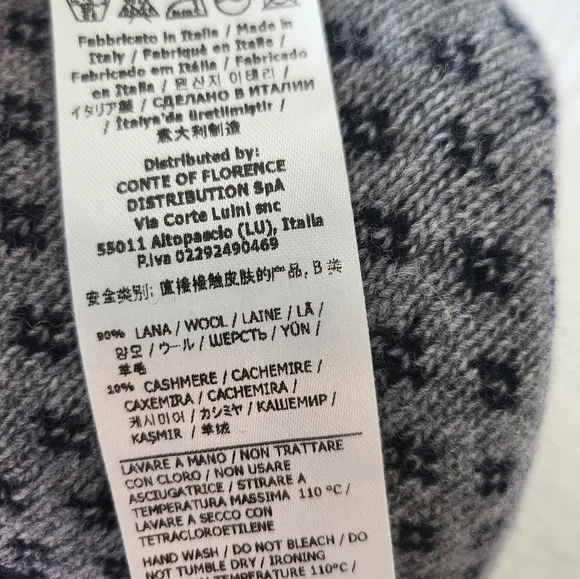 Fabbricato in Italia / Made in
Italy / Fabriqué en Italie /
Fabricado em Itália / Fabricado
en Italia / 원산지 이태리 /
イタリア製 / СДЕЛАНО В ИТАЛИИ
/ İtalya'da üretilmiştir /
意大利制造
Distributed by:
CONTE OF FLORENCE
DISTRIBUTION SpA
Via Corte Luini snc
55011 Altopascio (LU), Italia
P.Iva 02292490469
安全类别: 直接接触皮肤的产品, B 类
90% LANA / WOOL / LAINE / LÃ /
양모 / ウール / ШЕРСТЬ / YÜN /
羊毛
10% CASHMERE / CACHEMIRE /
CAXEMIRA / CACHEMIRA /
캐시미어 / カシミヤ / КАШЕМИР /
KAŞMIR / 羊绒
LAVARE A MANO / NON TRATTARE
CON CLORO / NON USARE
ASCIUGATRICE / STIRARE A
TEMPERATURA MASSIMA 110°C /
LAVARE A SECCO CON
TETRACLOROETILENE
HAND WASH / DO NOT BLEACH / DO
NOT TUMBLE DRY / IRONING
TEMPERATURE 110°C /